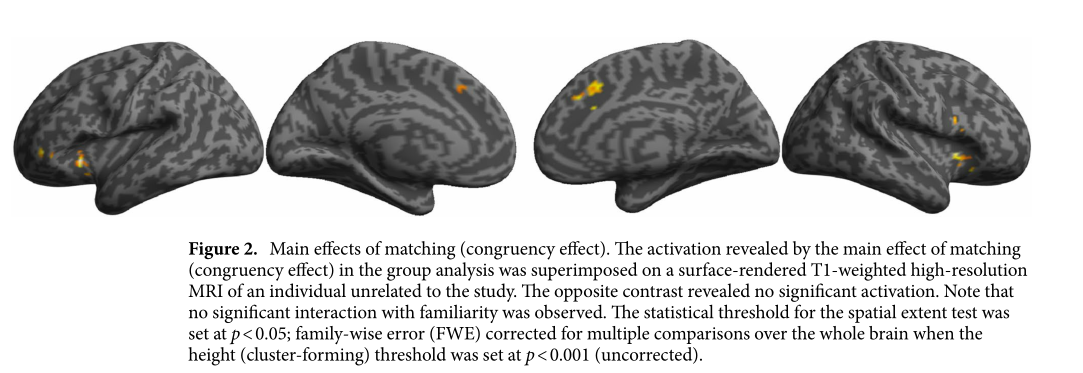 Figure 2. Main effects of matching (congruency effect). The activation revealed by the main effect of matching
(congruency effect) in the group analysis was superimposed on a surface-rendered T1-weighted high-resolution
MRI of an individual unrelated to the study. The opposite contrast revealed no significant activation. Note that
no significant interaction with familiarity was observed. The statistical threshold for the spatial extent test was
set at p < 0.05; family-wise error (FWE) corrected for multiple comparisons over the whole brain when the
height (cluster-forming) threshold was set at p < 0.001 (uncorrected).